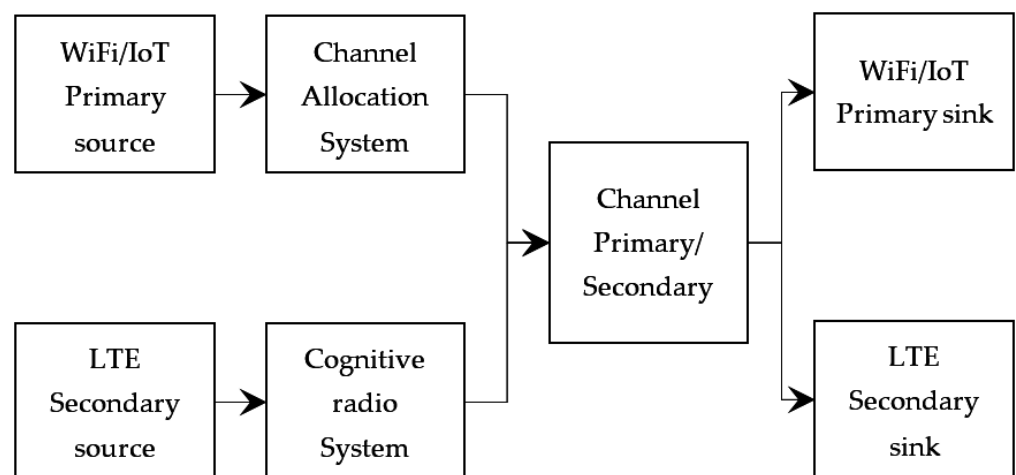 WiFi/IoT
Primary
source
Channel
Allocation
System
WiFi/IoT
Primary sink
Channel
Primary/
Secondary
LTE
Secondary
source
Cognitive
radio
System
LTE
Secondary
sink